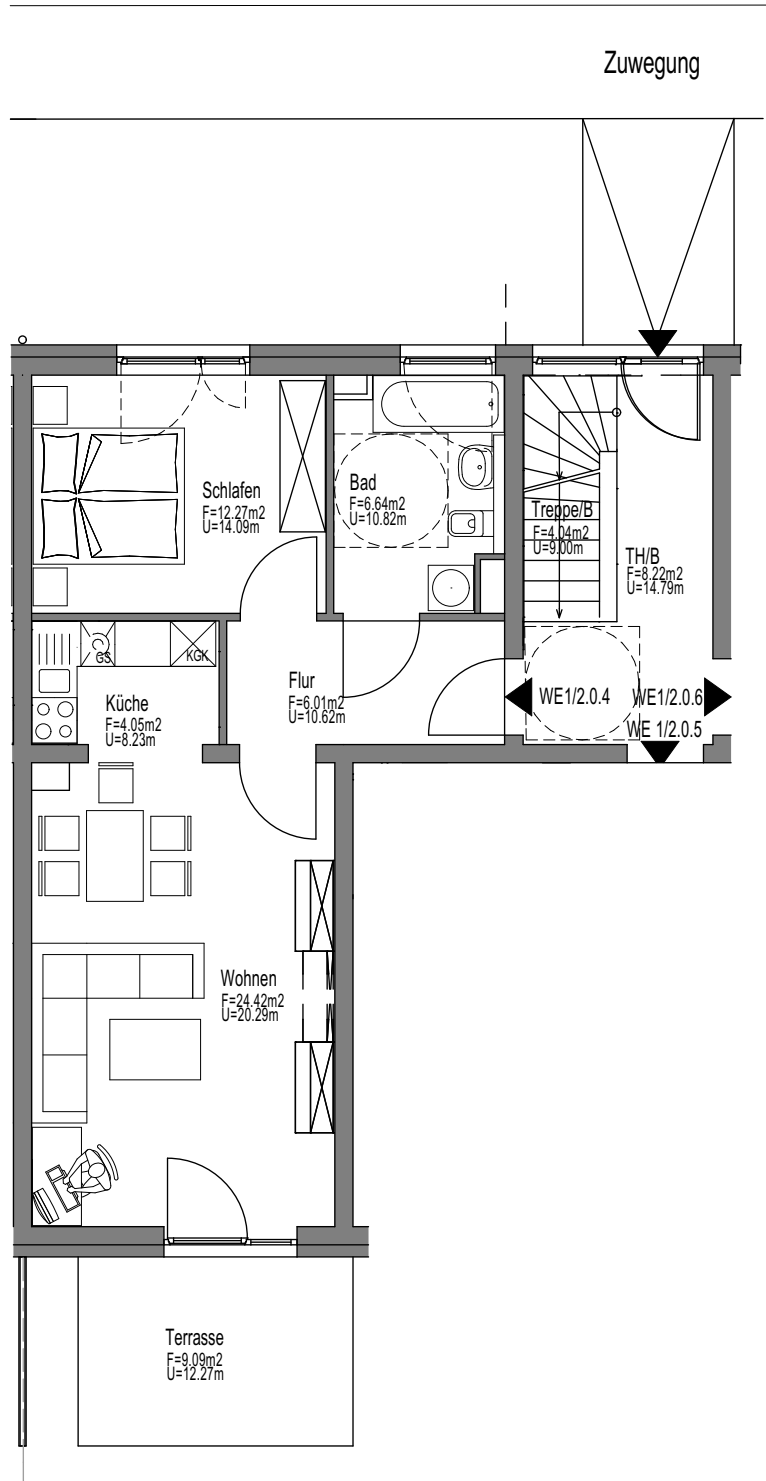 Zuwegung
Schlafen
F=12.27m2
U=14.09m
Bad
F=6.64m2
U=10.82m
Treppe/B
F=4.04m2
U=9.00m
TH/B
F=8.22m2
U=14.79m
GS
KGK
Küche
F=4.05m2
U=8.23m
Flur
F=6.01m2
U=10.62m
WE1/2.0.4
WE1/2.0.6
WE 1/2.0.5
Wohnen
F=24.42m2
U=20.29m
Terrasse
F=9.09m2
U=12.27m